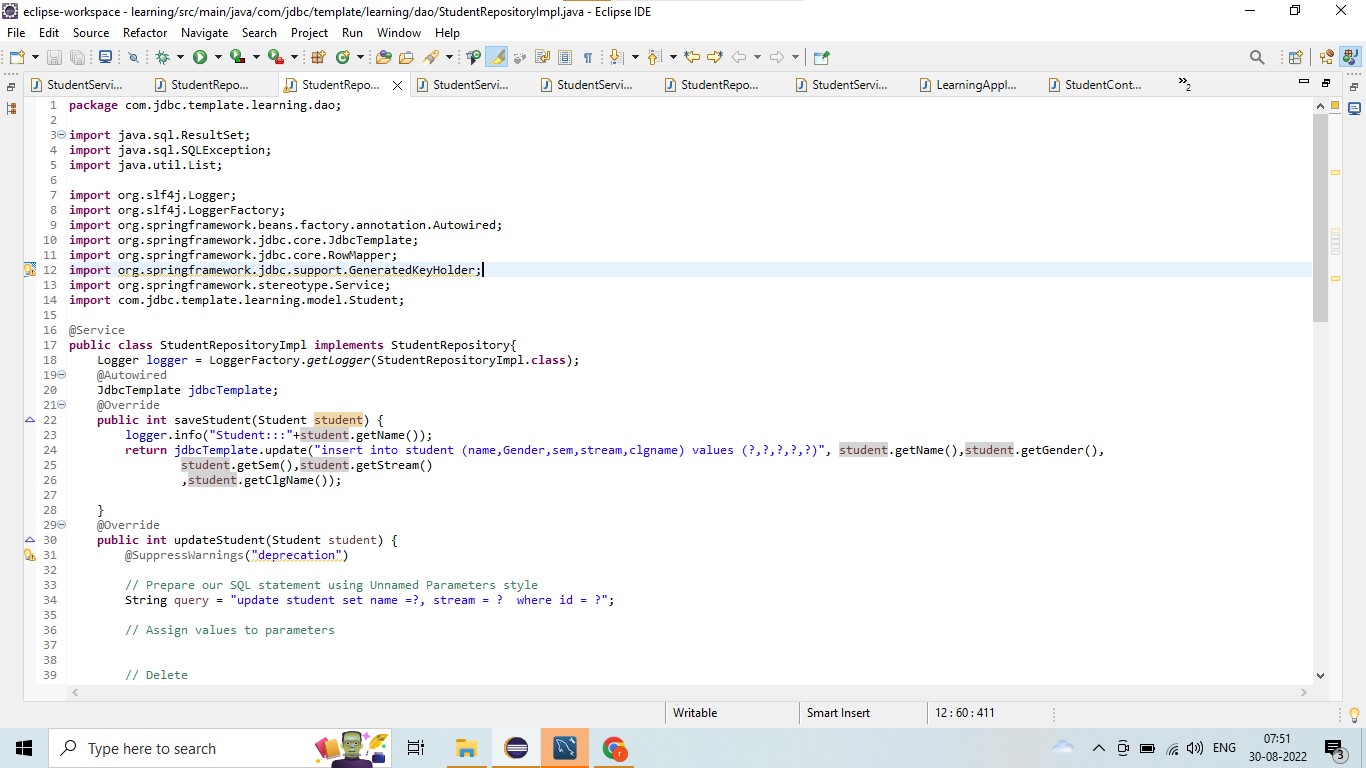 eclipse-workspace - learning/src/main/java/com/jdbc/template/learning/dao/StudentRepositoryImpl.java - Eclipse IDE
File Edit Source Refactor Navigate Search Project Run Window Help
StudentServi... StudentRepo... StudentRepo... StudentServi... StudentServi... StudentRepo... StudentServi... LearningAppl... StudentCont... »2
1 package com.jdbc.template.learning.dao;
2
3 import java.sql.ResultSet;
4 import java.sql.SQLException;
5 import java.util.List;
6
7 import org.slf4j.Logger;
8 import org.slf4j.LoggerFactory;
9 import org.springframework.beans.factory.annotation.Autowired;
10 import org.springframework.jdbc.core.JdbcTemplate;
11 import org.springframework.jdbc.core.RowMapper;
12 import org.springframework.jdbc.support.GeneratedKeyHolder;
13 import org.springframework.stereotype.Service;
14 import com.jdbc.template.learning.model.Student;
15
16 @Service
17 public class StudentRepositoryImpl implements StudentRepository{
18 Logger logger = LoggerFactory.getLogger(StudentRepositoryImpl.class);
19 @Autowired
20 JdbcTemplate jdbcTemplate;
21 @Override
22 public int saveStudent(Student student) {
23 logger.info("Student:::"+student.getName());
24 return jdbcTemplate.update("insert into student (name,Gender,sem,stream,clgname) values (?,?,?,?,?)", student.getName(),student.getGender(),
25 student.getSem(),student.getStream()
26 ,student.getClgName());
27
28 }
29 @Override
30 public int updateStudent(Student student) {
31 @SuppressWarnings("deprecation")
32
33 // Prepare our SQL statement using Unnamed Parameters style
34 String query = "update student set name =?, stream = ?  where id = ?";
35
36 // Assign values to parameters
37
38
39 // Delete
Writable Smart Insert 12 : 60 : 411
Type here to search
ENG 07:51
30-08-2022 3